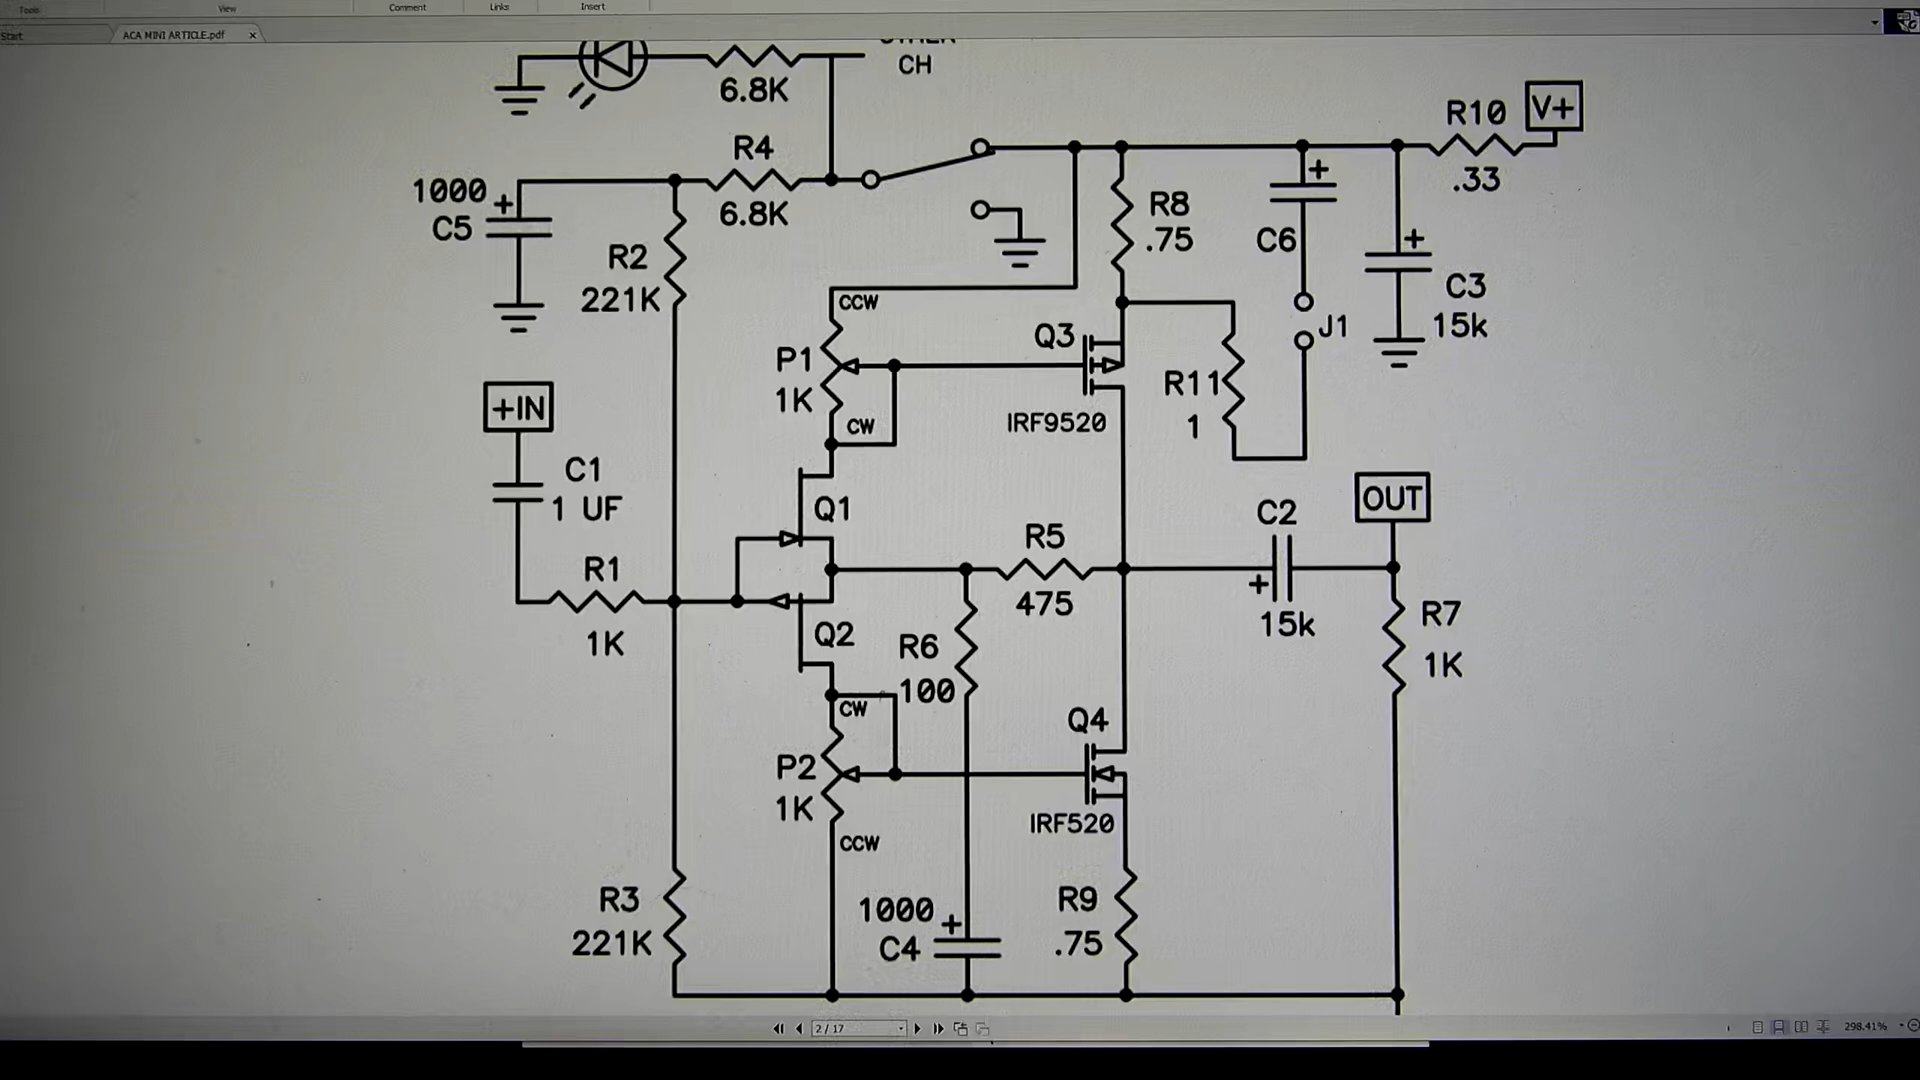 Tools
View
Comment
Links
Insert
Start
ACA MINI ARTICLE.pdf
×
CH
6.8K
R10
V+
.33
R4
6.8K
1000
+
C5
R2
221K
R8
.75
+
C6
+
C3
15k
J1
CCW
P1
1K
CW
Q3
IRF9520
R11
1
+IN
C1
1 UF
Q1
R1
1K
Q2
R5
475
C2
+
15k
OUT
R7
1K
R6
100
CW
P2
1K
CCW
Q4
IRF520
R3
221K
1000
+
C4
R9
.75
2 / 17
298.41%